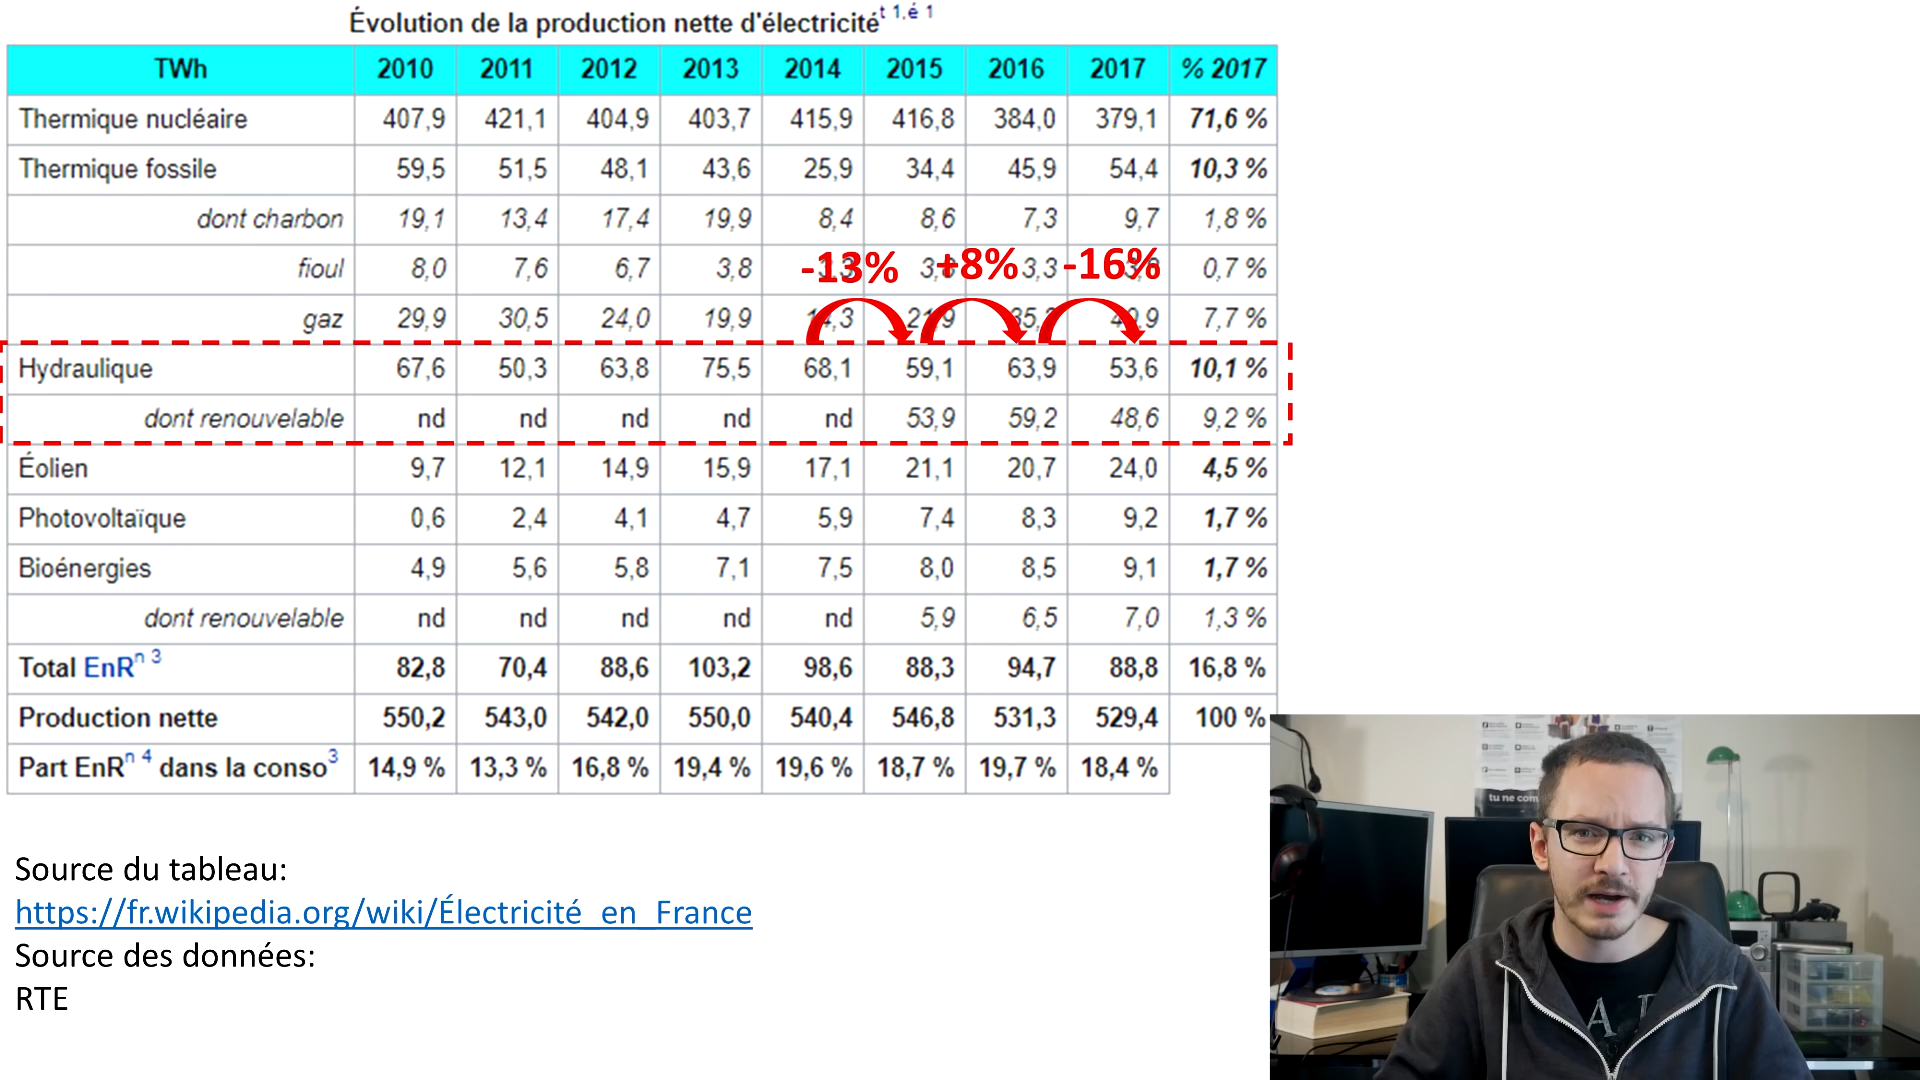 Évolution de la production nette d'électricité t 1,é 1
TWh 2010 2011 2012 2013 2014 2015 2016 2017 % 2017
Thermique nucléaire 407,9 421,1 404,9 403,7 415,9 416,8 384,0 379,1 71,6 %
Thermique fossile 59,5 51,5 48,1 43,6 25,9 34,4 45,9 54,4 10,3 %
dont charbon 19,1 13,4 17,4 19,9 8,4 8,6 7,3 9,7 1,8 %
-13% +8% -16%
fioul 8,0 7,6 6,7 3,8 3,3 0,7 %
gaz 29,9 30,5 24,0 19,9 7,7 %
Hydraulique 67,6 50,3 63,8 75,5 68,1 59,1 63,9 53,6 10,1 %
dont renouvelable nd nd nd nd nd 53,9 59,2 48,6 9,2 %
Éolien 9,7 12,1 14,9 15,9 17,1 21,1 20,7 24,0 4,5 %
Photovoltaïque 0,6 2,4 4,1 4,7 5,9 7,4 8,3 9,2 1,7 %
Bioénergies 4,9 5,6 5,8 7,1 7,5 8,0 8,5 9,1 1,7 %
dont renouvelable nd nd nd nd nd 5,9 6,5 7,0 1,3 %
Total EnR n 3 82,8 70,4 88,6 103,2 98,6 88,3 94,7 88,8 16,8 %
Production nette 550,2 543,0 542,0 550,0 540,4 546,8 531,3 529,4 100 %
Part EnR n 4 dans la conso 3 14,9 % 13,3 % 16,8 % 19,4 % 19,6 % 18,7 % 19,7 % 18,4 %
Source du tableau:
https://fr.wikipedia.org/wiki/Électricité_en_France
Source des données:
RTE
tu ne com